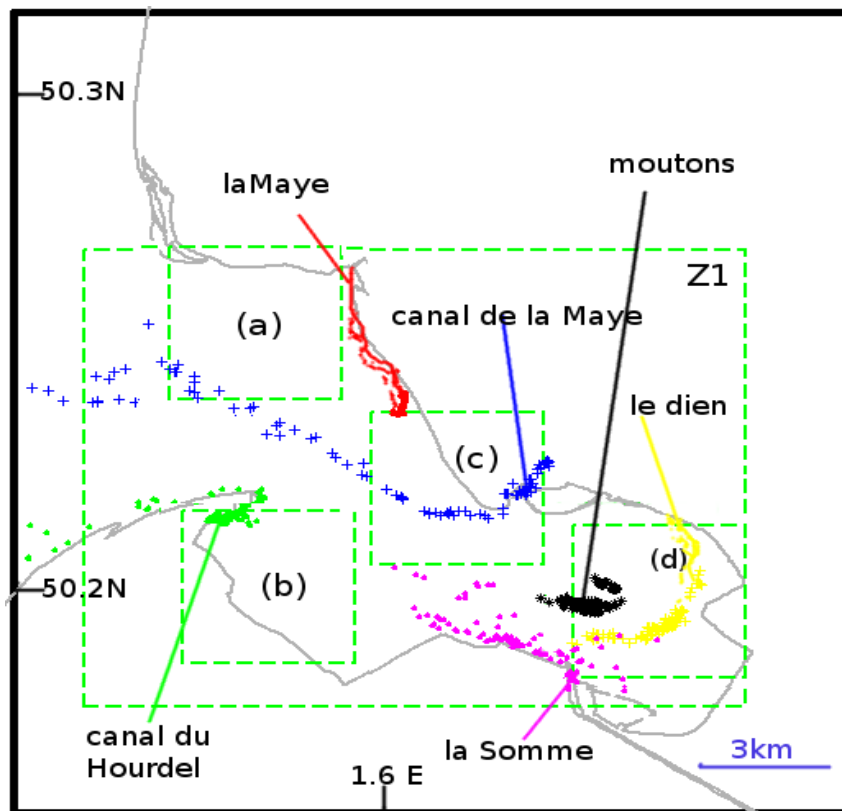 50.3N
moutons
laMaye
Z1
(a)
canal de la Maye
le dien
(c)
(d)
50.2N
(b)
canal du
Hourdel
la Somme
3km
1.6 E